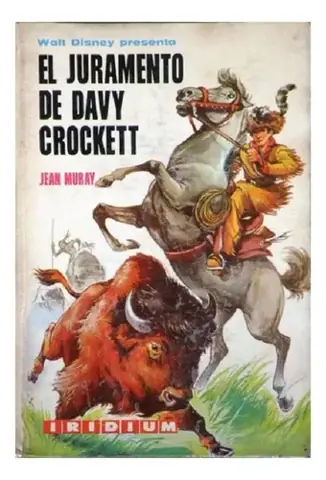 Walt Disney presenta
EL JURAMENTO
DE DAVY
CROCKETT
JEAN MURAY
IRIDIUM